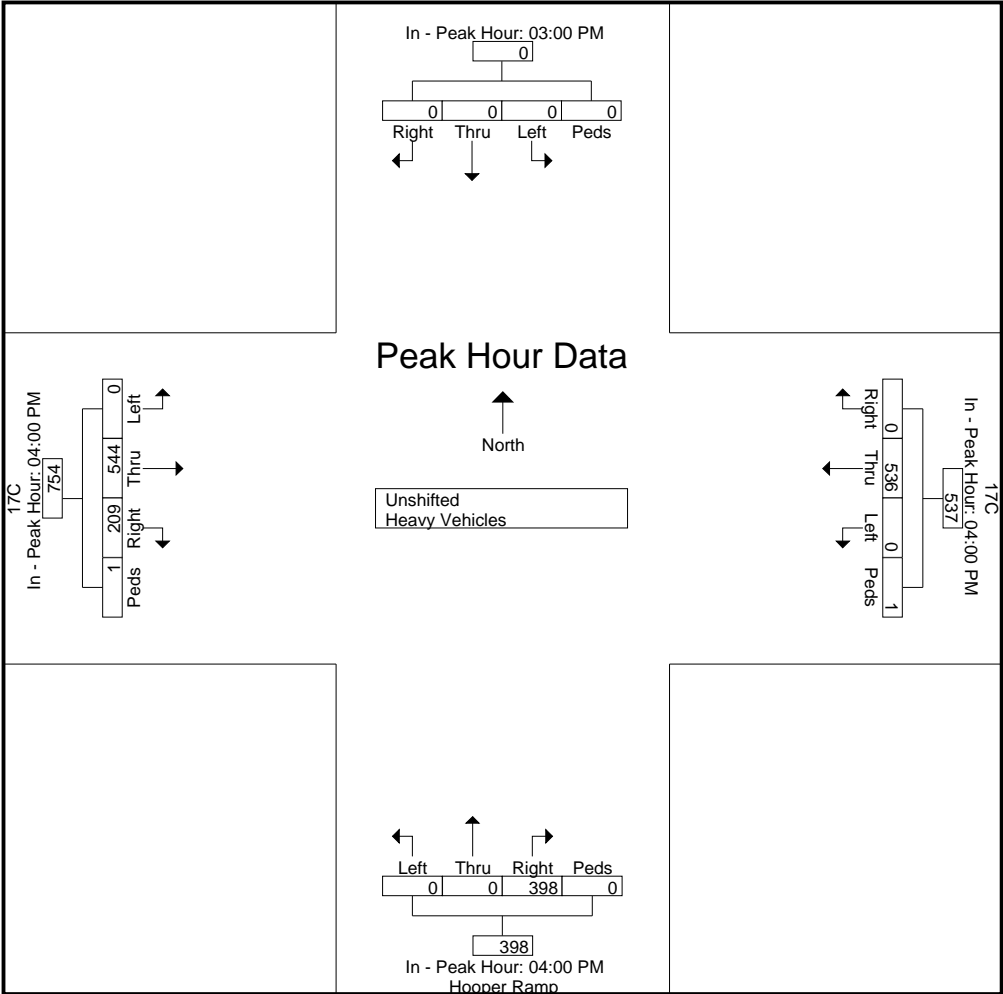 In - Peak Hour: 03:00 PM
0
0 0 0 0
Right Thru Left Peds
Peak Hour Data
North
Unshifted
Heavy Vehicles
17C
In - Peak Hour: 04:00 PM
754
0 544 209 1
Left Thru Right Peds
17C
In - Peak Hour: 04:00 PM
537
0 536 0 1
Right Thru Left Peds
Left Thru Right Peds
0 0 398 0
398
In - Peak Hour: 04:00 PM
Hooper Ramp